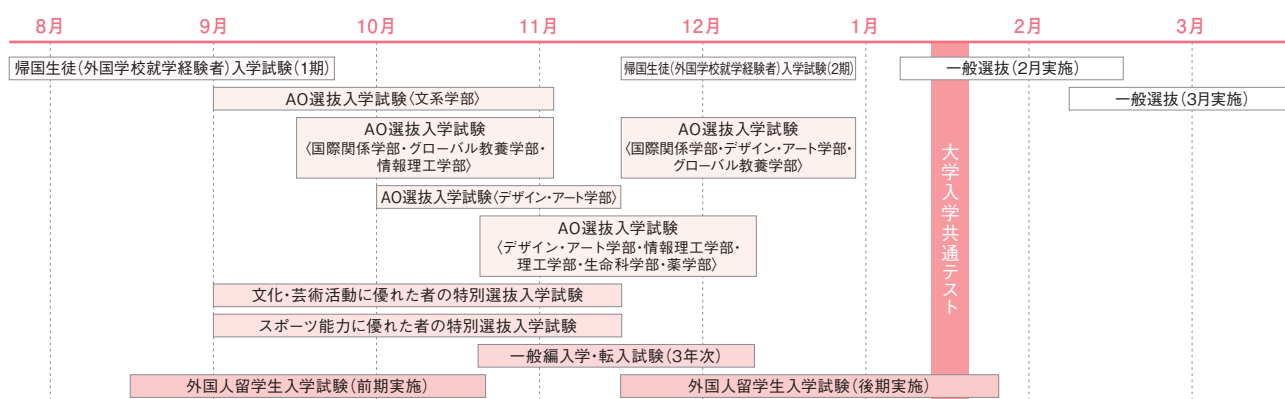 8月 9月 10月 11月 12月 1月 2月 3月
帰国生徒(外国学校就学経験者)入学試験(1期)
帰国生徒(外国学校就学経験者)入学試験(2期)
一般選抜(2月実施)
AO選抜入学試験〈文系学部〉
一般選抜(3月実施)
AO選抜入学試験
〈国際関係学部・グローバル教養学部・
情報理工学部〉
AO選抜入学試験
〈国際関係学部・デザイン・アート学部・
グローバル教養学部〉
大学入学共通テスト
AO選抜入学試験〈デザイン・アート学部〉
AO選抜入学試験
〈デザイン・アート学部・情報理工学部・
理工学部・生命科学部・薬学部〉
文化・芸術活動に優れた者の特別選抜入学試験
スポーツ能力に優れた者の特別選抜入学試験
一般編入学・転入試験(3年次)
外国人留学生入学試験(前期実施)
外国人留学生入学試験(後期実施)